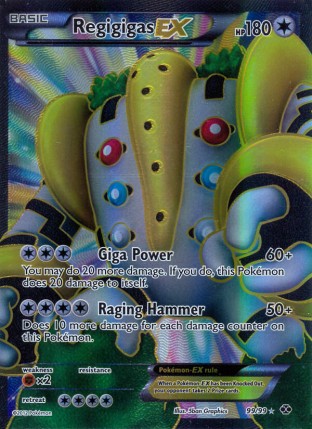 BASIC
Regigigas EX HP180
Giga Power 60+
You may do 20 more damage. If you do, this Pokémon
does 20 damage to itself.
Raging Hammer 50+
Does 10 more damage for each damage counter on
this Pokémon.
weakness resistance
×2
retreat
Pokémon-EX rule
When a Pokémon-EX has been Knocked Out,
your opponent takes 2 Prize cards.
©2012 Pokémon
Illus. 5ban Graphics
99/99